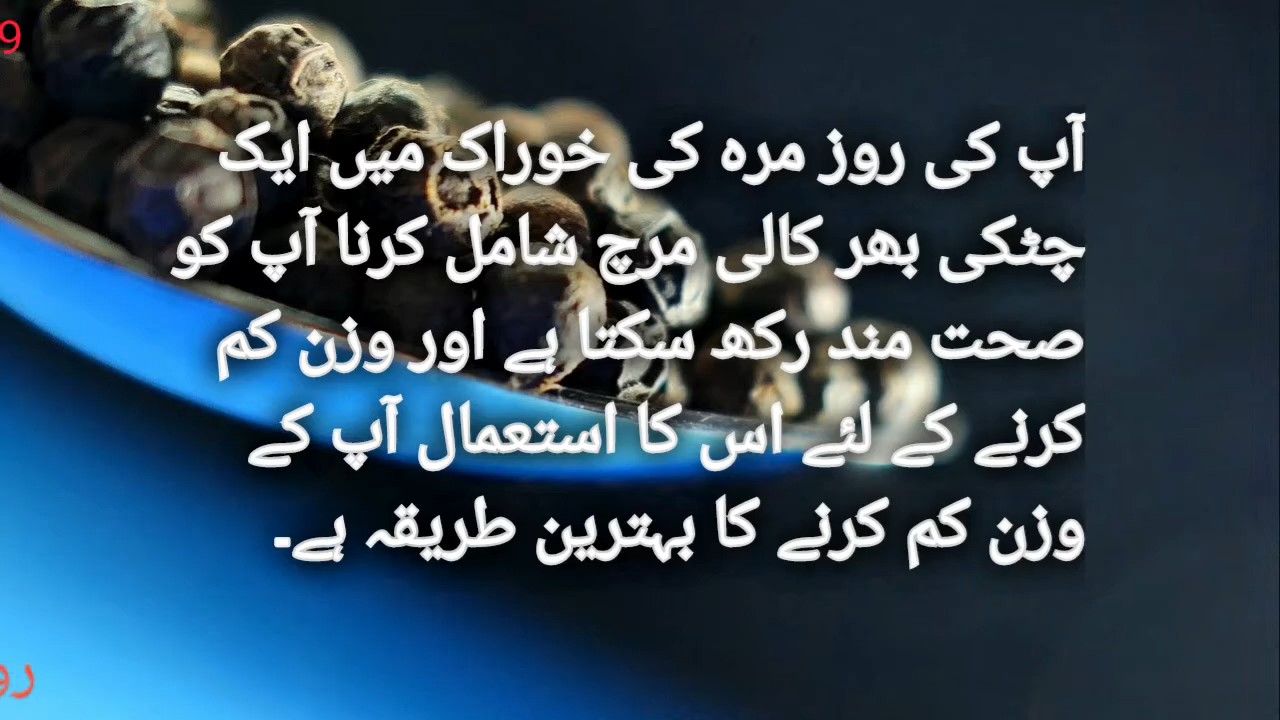 9
آپ کی روز مرہ کی خوراک میں ایک
چٹکی بھر کالی مرچ شامل کرنا آپ کو
صحت مند رکھ سکتا ہے اور وزن کم
کرنے کے لئے اس کا استعمال آپ کے
وزن کم کرنے کا بہترین طریقہ ہے۔